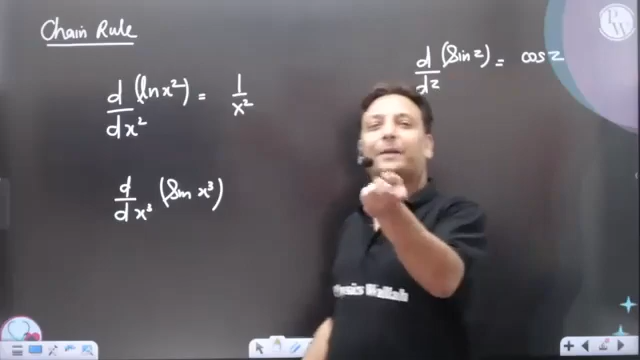 Chain Rule
d/dx² (ln x²) = 1/x²
d/dx³ (Sin x³)
d/dz (Sin z) = cos z
Physics Wallah